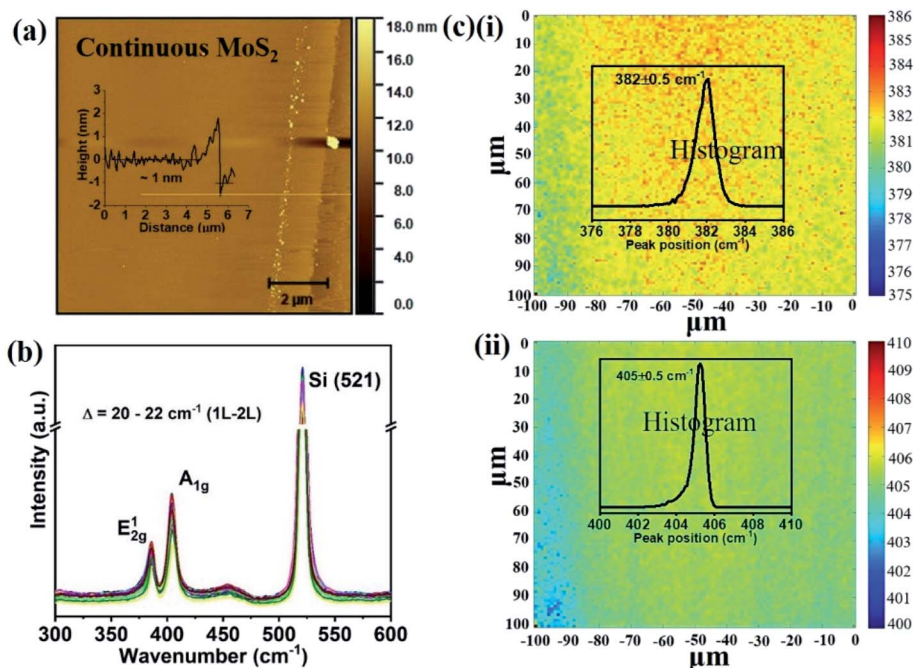 (a)
Continuous MoS₂
Height (nm)
3
2
1
0
-1
-2
~ 1 nm
0 1 2 3 4 5 6 7
Distance (µm)
2 µm
18.0 nm
16.0
14.0
12.0
10.0
8.0
6.0
4.0
0.0
(b)
Intensity (a.u.)
Δ = 20 - 22 cm⁻¹ (1L-2L)
Si (521)
E¹₂g
A₁g
300 350 400 450 500 550 600
Wavenumber (cm⁻¹)
(c)(i)
µm
0
10
20
30
40
50
60
70
80
90
100
382±0.5 cm⁻¹
Histogram
376 378 380 382 384 386
Peak position (cm⁻¹)
-100 -90 -80 -70 -60 -50 -40 -30 -20 -10 0
µm
386
385
384
383
382
381
380
379
378
377
376
375
(ii)
µm
0
10
20
30
40
50
60
70
80
90
100
405±0.5 cm⁻¹
Histogram
400 402 404 406 408 410
Peak position (cm⁻¹)
-100 -90 -80 -70 -60 -50 -40 -30 -20 -10 0
µm
410
409
408
407
406
405
404
403
402
401
400